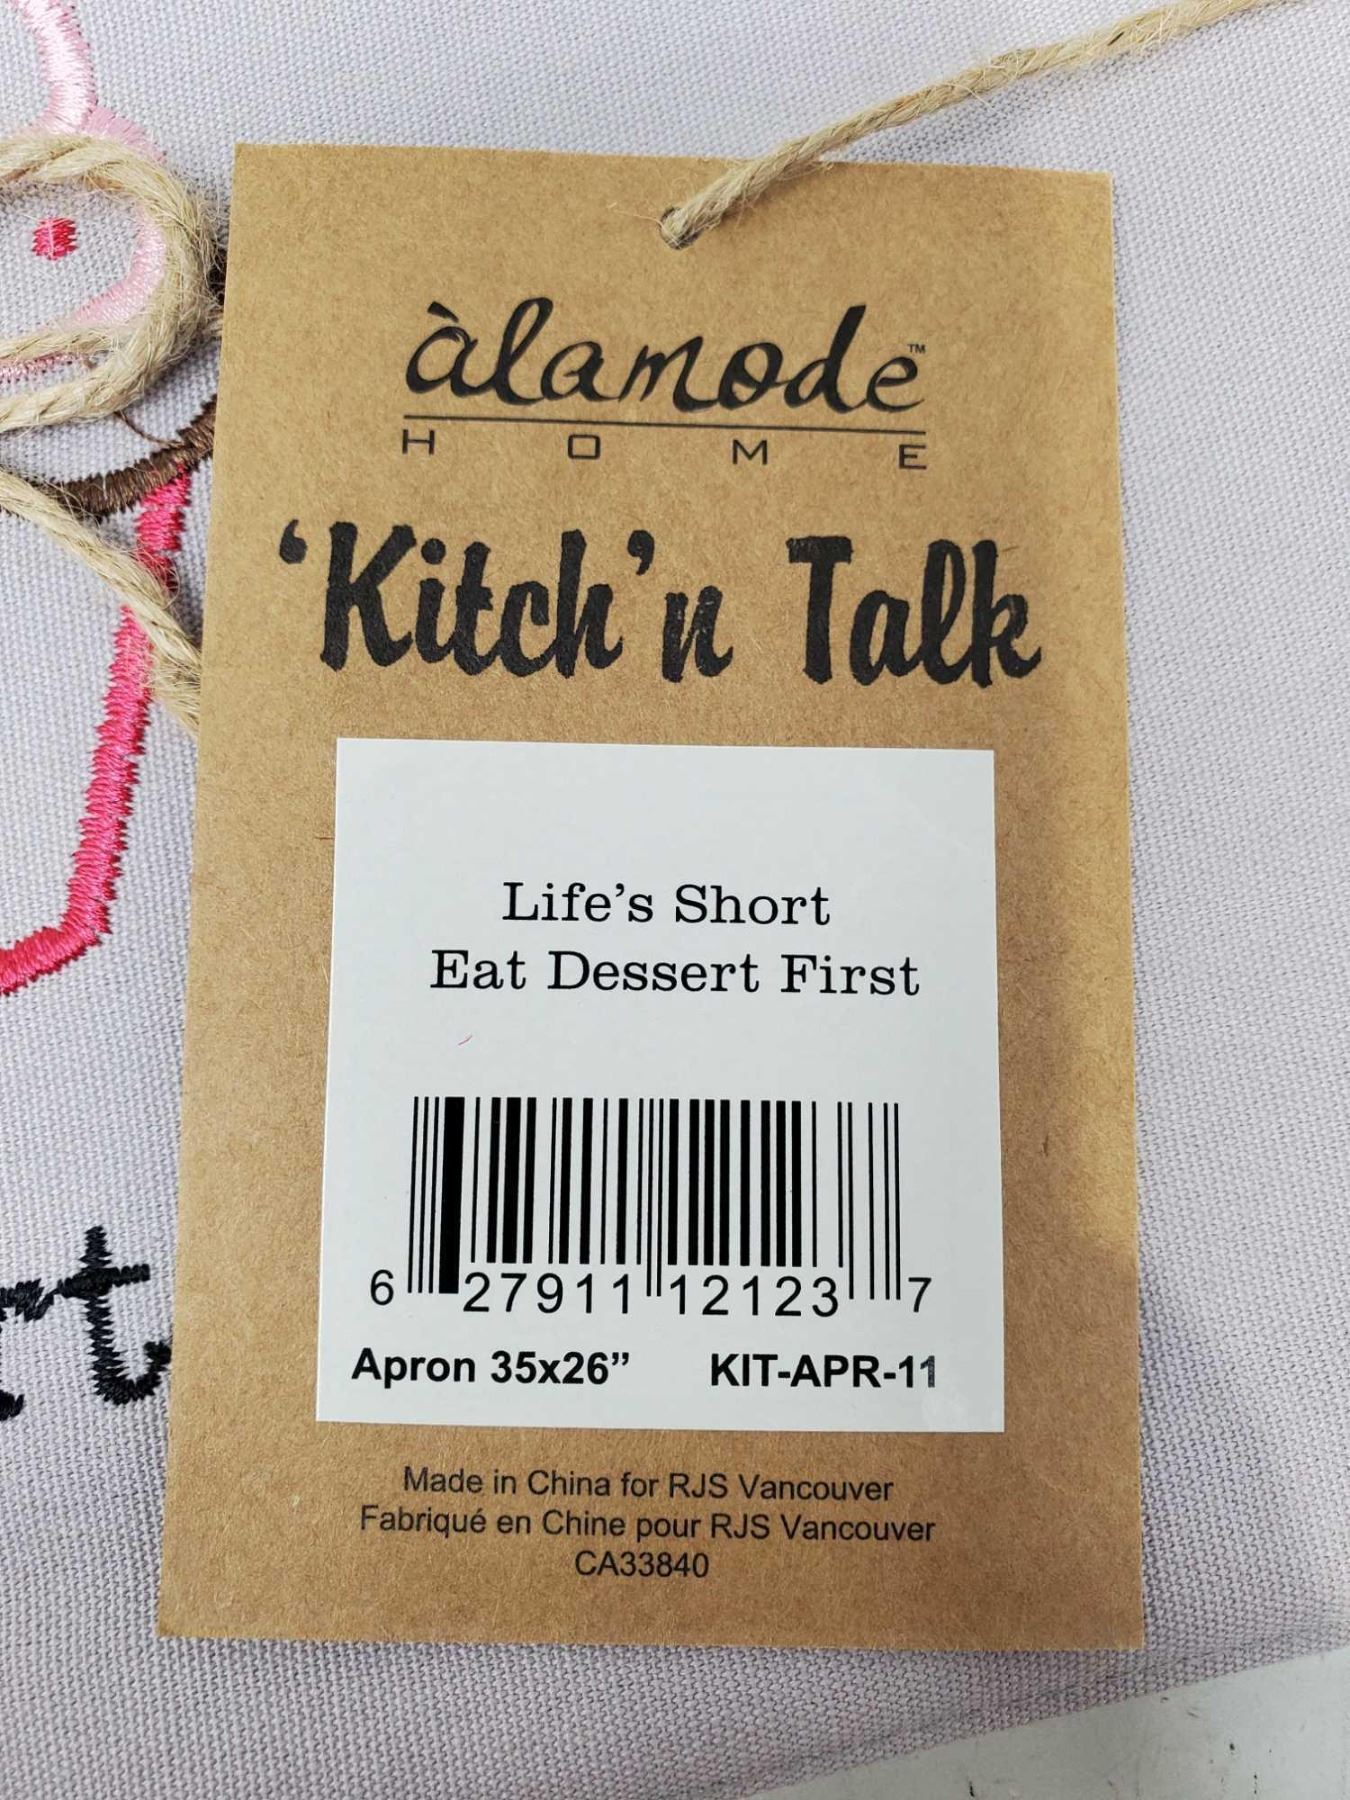 àlamode™
HOME
‘Kitch’n Talk
Life’s Short
Eat Dessert First
6 27911 12123 7
Apron 35x26” KIT-APR-11
Made in China for RJS Vancouver
Fabriqué en Chine pour RJS Vancouver
CA33840
rt